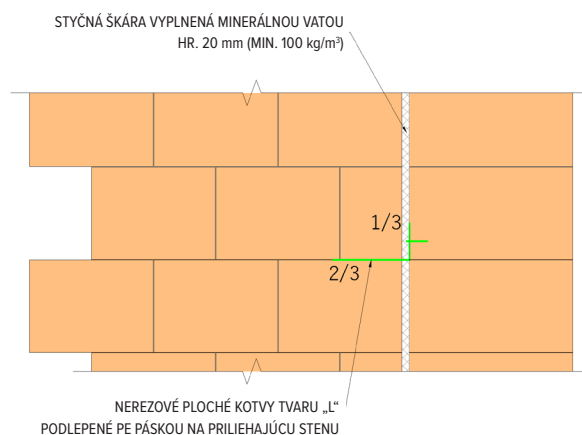 STYČNÁ ŠKÁRA VYPLNENÁ MINERÁLNOU VATOU
HR. 20 mm (MIN. 100 kg/m³)
1/3
2/3
NEREZOVÉ PLOCHÉ KOTVY TVARU „L“
PODLEPENÉ PE PÁSKOU NA PRILIEHAJÚCU STENU